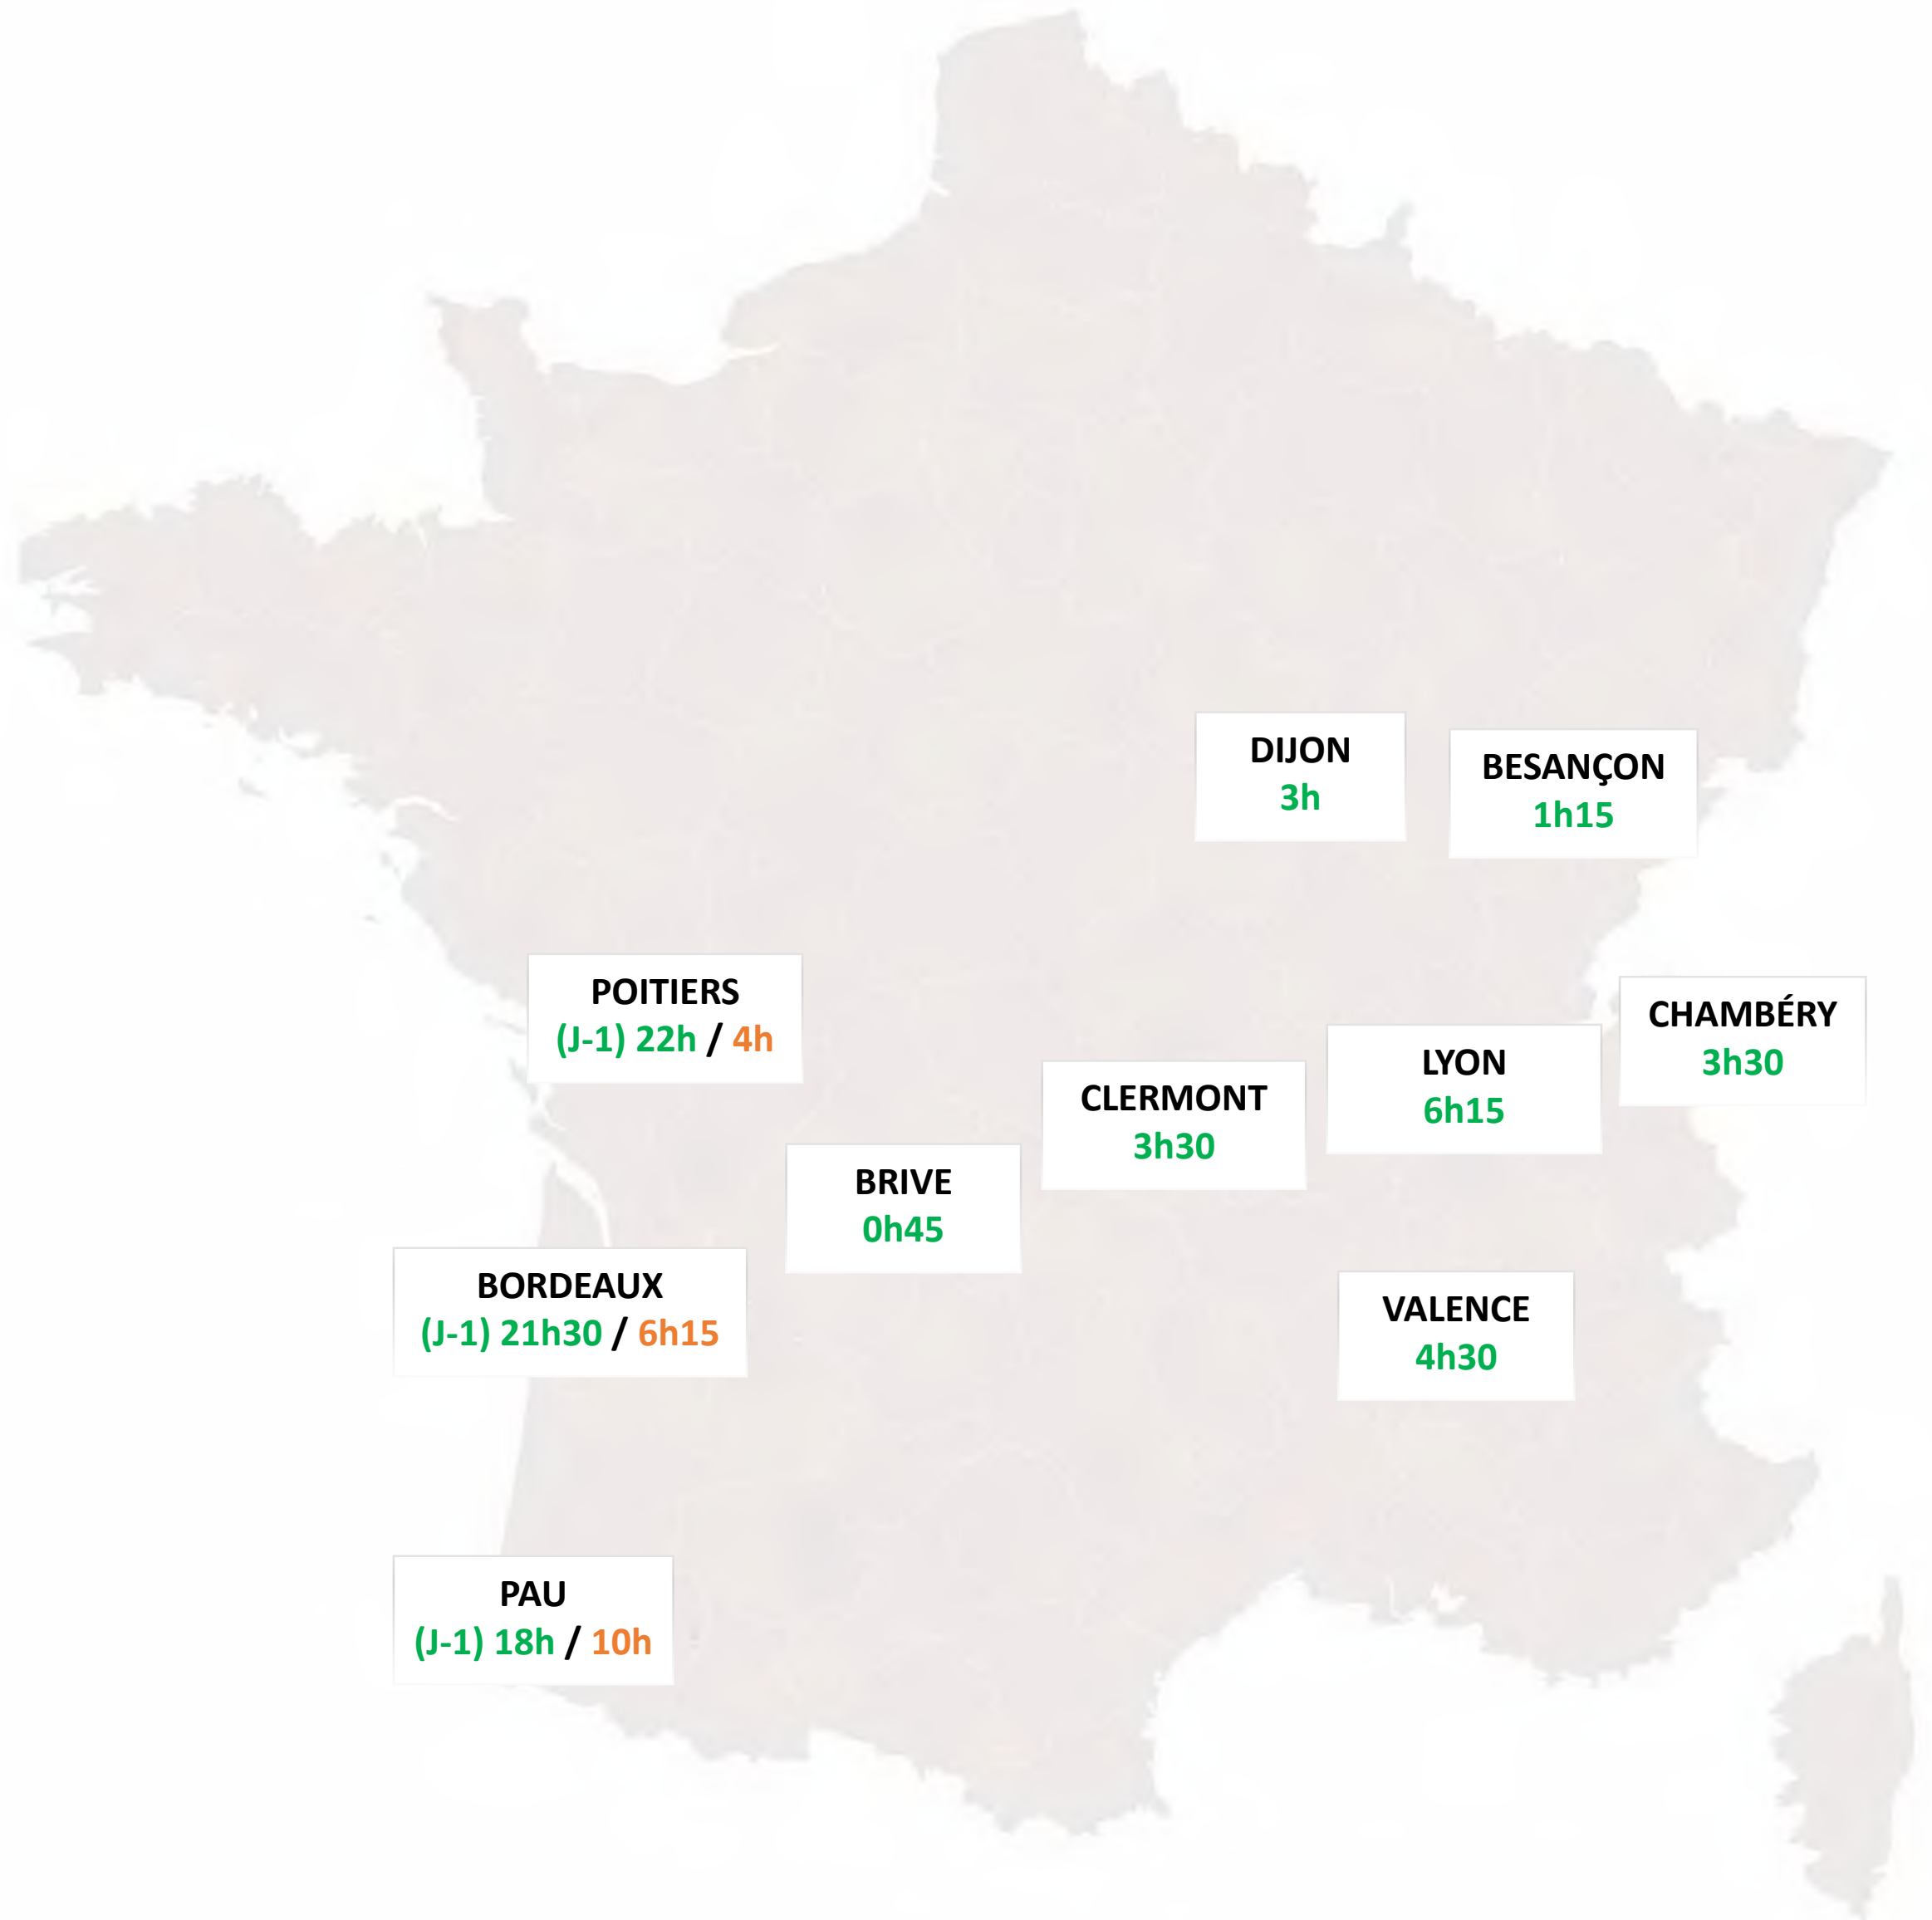 DIJON
3h
BESANÇON
1h15
POITIERS
(J-1) 22h / 4h
CHAMBÉRY
3h30
LYON
6h15
CLERMONT
3h30
BRIVE
0h45
BORDEAUX
(J-1) 21h30 / 6h15
VALENCE
4h30
PAU
(J-1) 18h / 10h